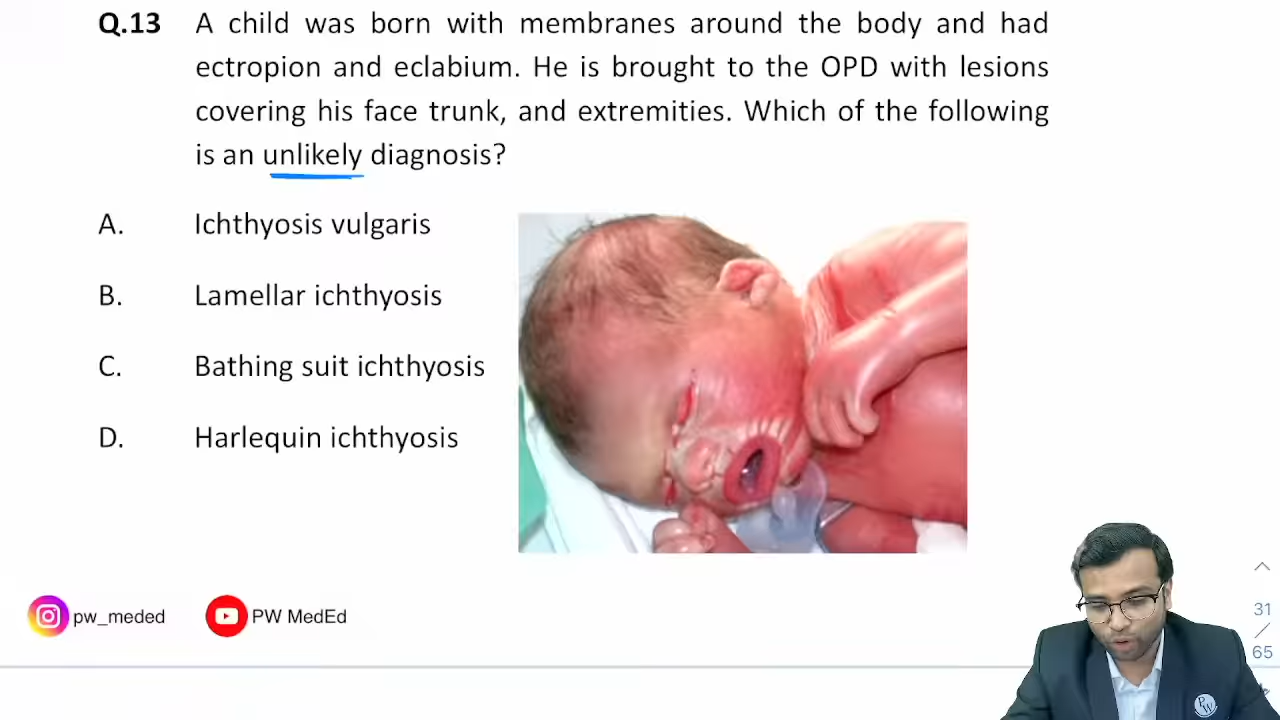 Q.13 A child was born with membranes around the body and had
ectropion and eclabium. He is brought to the OPD with lesions
covering his face trunk, and extremities. Which of the following
is an unlikely diagnosis?
A. Ichthyosis vulgaris
B. Lamellar ichthyosis
C. Bathing suit ichthyosis
D. Harlequin ichthyosis
pw_meded PW MedEd
31
/
65
PW